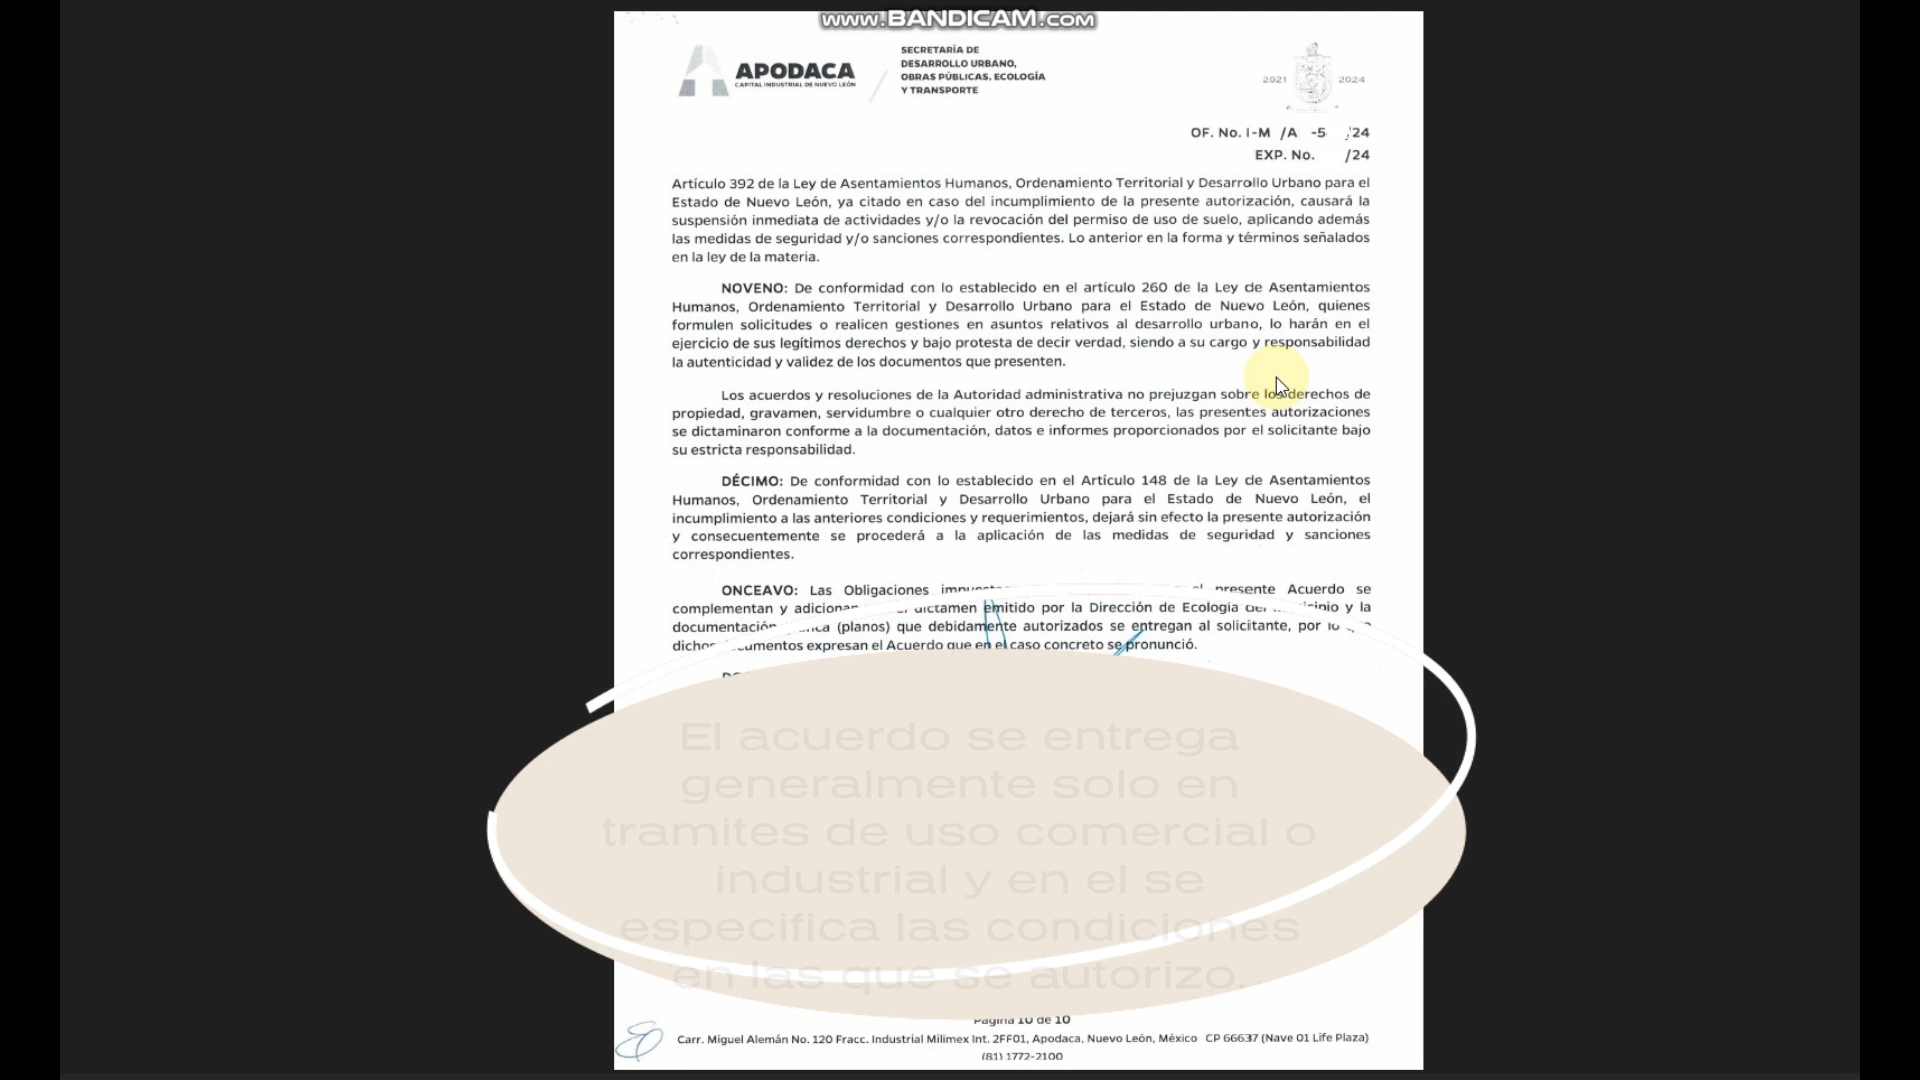 www.BANDICAM.com
APODACA
CAPITAL INDUSTRIAL DE NUEVO LEÓN
SECRETARÍA DE
DESARROLLO URBANO,
OBRAS PÚBLICAS, ECOLOGÍA
Y TRANSPORTE
2021 2024
OF. No. I-M /A -5 /24
EXP. No. /24
Artículo 392 de la Ley de Asentamientos Humanos, Ordenamiento Territorial y Desarrollo Urbano para el
Estado de Nuevo León, ya citado en caso del incumplimiento de la presente autorización, causará la
suspensión inmediata de actividades y/o la revocación del permiso de uso de suelo, aplicando además
las medidas de seguridad y/o sanciones correspondientes. Lo anterior en la forma y términos señalados
en la ley de la materia.
NOVENO: De conformidad con lo establecido en el artículo 260 de la Ley de Asentamientos
Humanos, Ordenamiento Territorial y Desarrollo Urbano para el Estado de Nuevo León, quienes
formulen solicitudes o realicen gestiones en asuntos relativos al desarrollo urbano, lo harán en el
ejercicio de sus legítimos derechos y bajo protesta de decir verdad, siendo a su cargo y responsabilidad
la autenticidad y validez de los documentos que presenten.
Los acuerdos y resoluciones de la Autoridad administrativa no prejuzgan sobre los derechos de
propiedad, gravamen, servidumbre o cualquier otro derecho de terceros, las presentes autorizaciones
se dictaminaron conforme a la documentación, datos e informes proporcionados por el solicitante bajo
su estricta responsabilidad.
DÉCIMO: De conformidad con lo establecido en el Artículo 148 de la Ley de Asentamientos
Humanos, Ordenamiento Territorial y Desarrollo Urbano para el Estado de Nuevo León, el
incumplimiento a las anteriores condiciones y requerimientos, dejará sin efecto la presente autorización
y consecuentemente se procederá a la aplicación de las medidas de seguridad y sanciones
correspondientes.
ONCEAVO: Las Obligaciones presente Acuerdo se
complementan y adicionan dictamen emitido por la Dirección de Ecología y la
documentación (planos) que debidamente autorizados se entregan al solicitante, por
expresan el Acuerdo que en el caso concreto se pronunció.
El acuerdo se entrega
generalmente solo en
tramites de uso comercial o
industrial y en el se
especifica las condiciones
en las que se autorizo.
Página 10 de 10
Carr. Miguel Alemán No. 120 Fracc. Industrial Milimex Int. 2FF01, Apodaca, Nuevo León, México CP 66637 (Nave 01 Life Plaza)
(81) 1772-2100